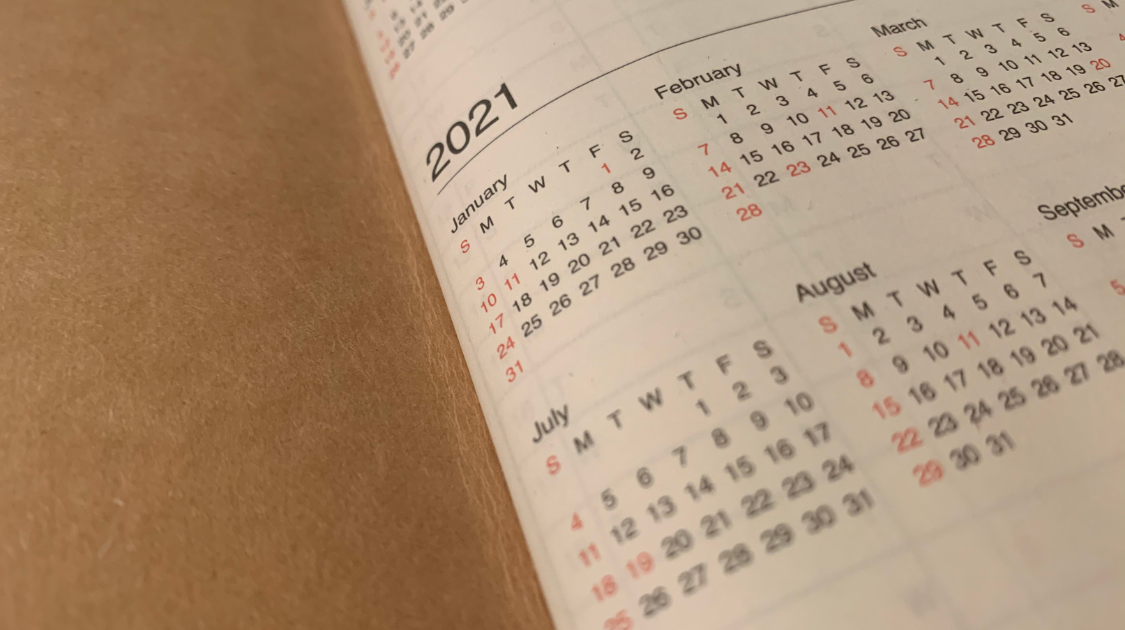 2021
January
S M T W T F S
1 2
3 4 5 6 7 8 9
10 11 12 13 14 15 16
17 18 19 20 21 22 23
24 25 26 27 28 29 30
31
February
S M T W T F S
1 2 3 4 5 6
7 8 9 10 11 12 13
14 15 16 17 18 19 20
21 22 23 24 25 26 27
28
March
S M T W T F S
1 2 3 4 5 6
7 8 9 10 11 12 13
14 15 16 17 18 19 20
21 22 23 24 25 26 27
28 29 30 31
S M
4
July
S M T W T F S
1 2 3
4 5 6 7 8 9 10
11 12 13 14 15 16 17
18 19 20 21 22 23 24
25 26 27 28 29 30 31
August
S M T W T F S
1 2 3 4 5 6 7
8 9 10 11 12 13 14
15 16 17 18 19 20 21
22 23 24 25 26 27 28
29 30 31
Septembe
S M
5